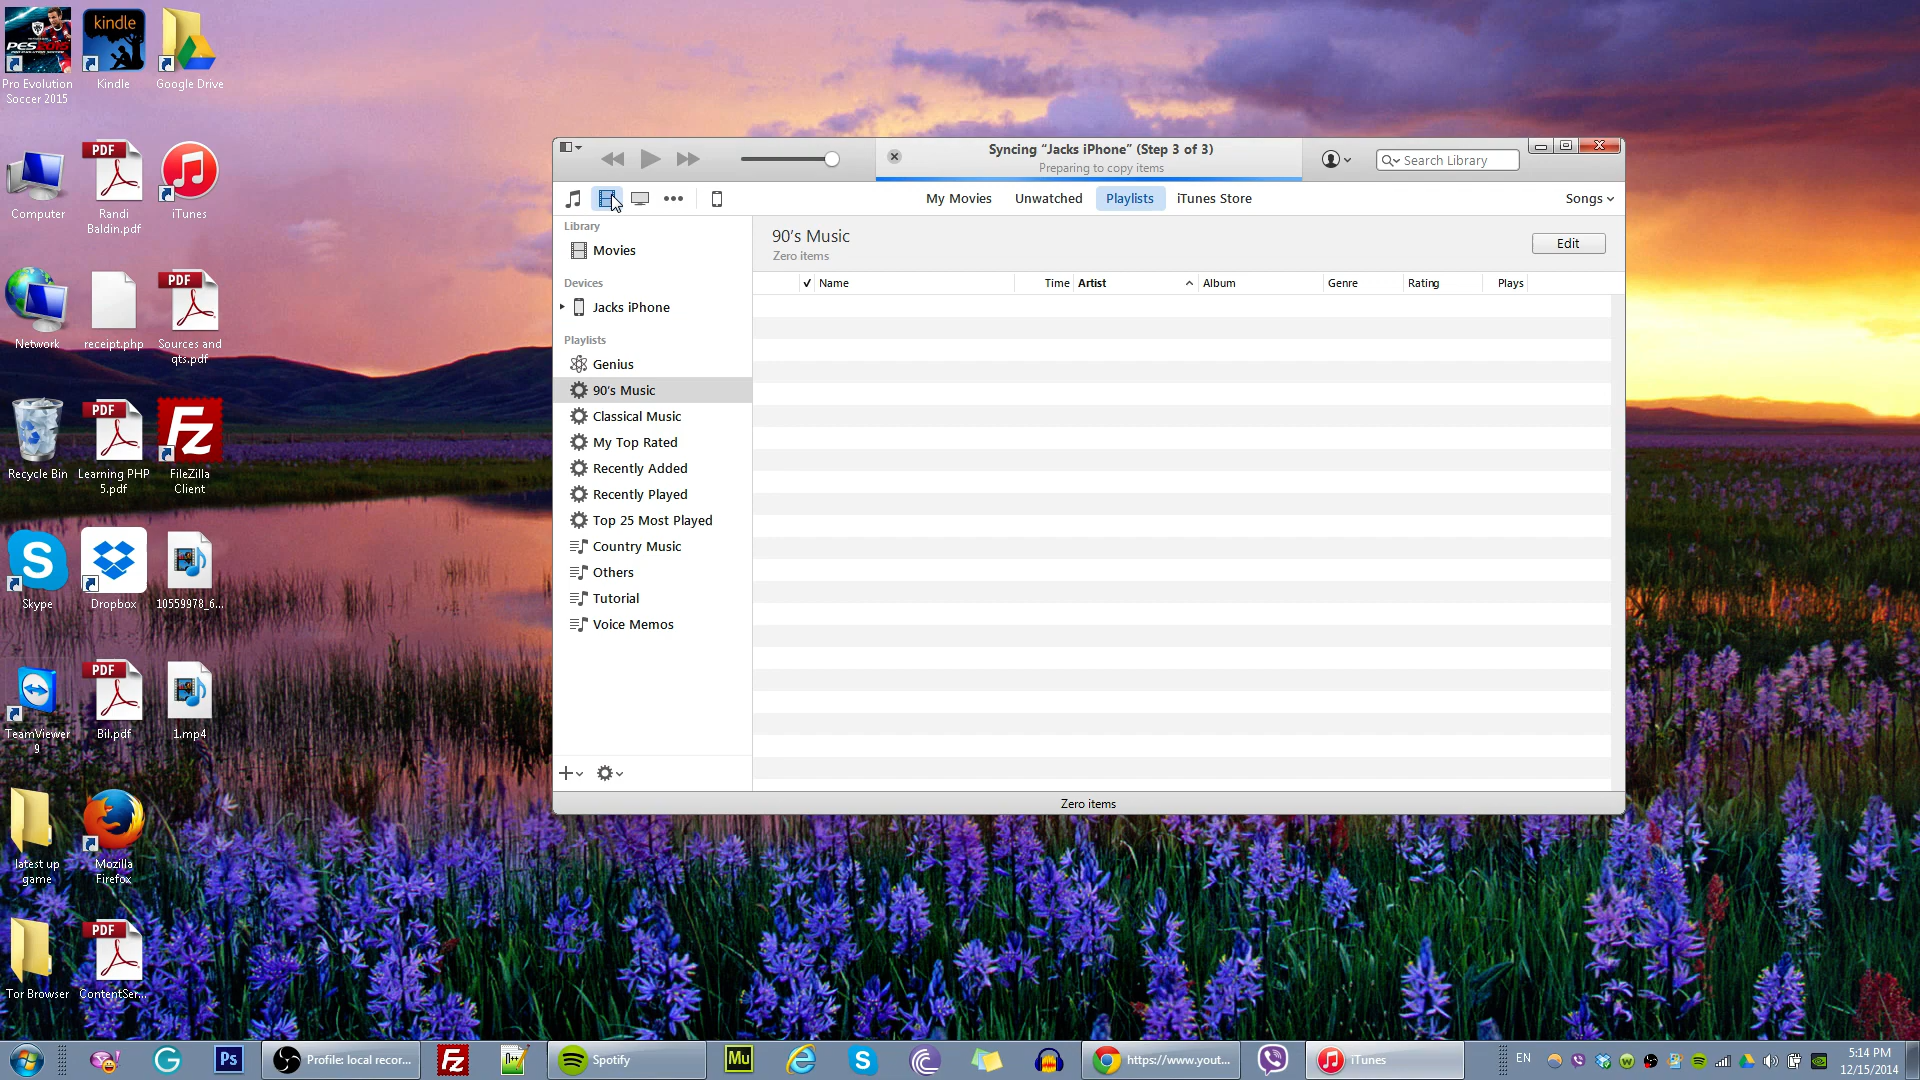 Pro Evolution
Soccer 2015
kindle
Kindle
Google Drive
Computer
PDF
Randi
Baldin.pdf
iTunes
Network
receipt.php
PDF
Sources and
qts.pdf
Recycle Bin
PDF
Learning PHP
5.pdf
Fz
FileZilla
Client
Skype
Dropbox
10559978_6...
TeamViewer
9
PDF
Bil.pdf
1.mp4
latest up
game
Mozilla
Firefox
Tor Browser
PDF
ContentSer...
Syncing “Jacks iPhone” (Step 3 of 3)
Preparing to copy items
Search Library
My Movies
Unwatched
Playlists
iTunes Store
Songs
Library
Movies
Devices
Jacks iPhone
Playlists
Genius
90’s Music
Classical Music
My Top Rated
Recently Added
Recently Played
Top 25 Most Played
Country Music
Others
Tutorial
Voice Memos
90’s Music
Zero items
Edit
Name
Time
Artist
Album
Genre
Rating
Plays
Zero items
Ps
Profile: local recor...
Fz
Spotify
Mu
https://www.yout...
iTunes
EN
5:14 PM
12/15/2014